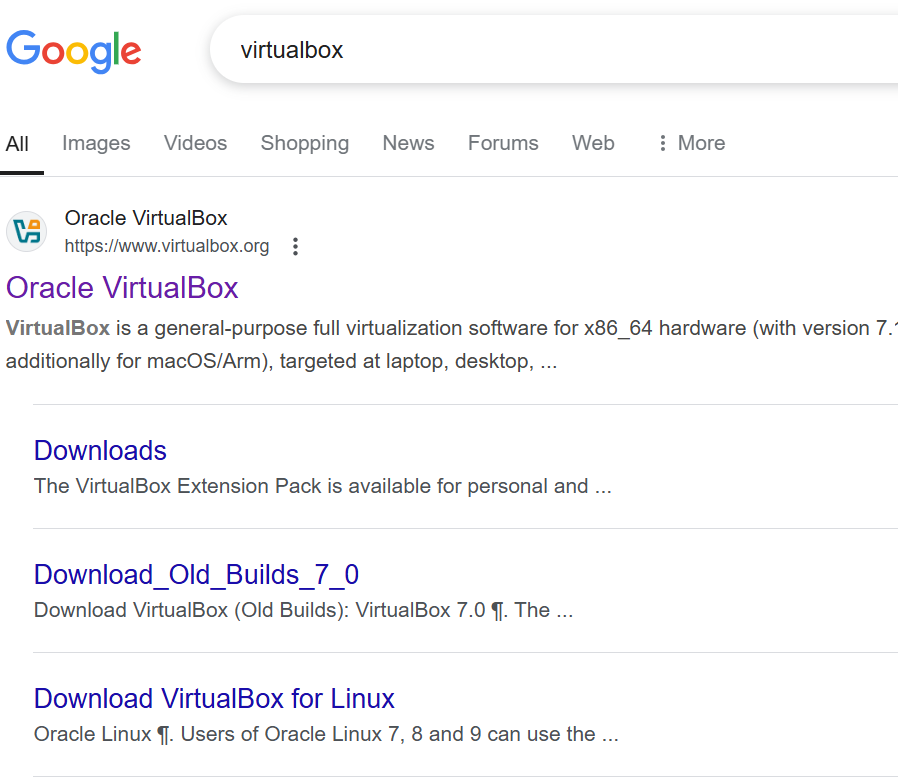 Google
virtualbox
All Images Videos Shopping News Forums Web More
Oracle VirtualBox
https://www.virtualbox.org
Oracle VirtualBox
VirtualBox is a general-purpose full virtualization software for x86_64 hardware (with version 7.1
additionally for macOS/Arm), targeted at laptop, desktop, ...
Downloads
The VirtualBox Extension Pack is available for personal and ...
Download_Old_Builds_7_0
Download VirtualBox (Old Builds): VirtualBox 7.0 ¶. The ...
Download VirtualBox for Linux
Oracle Linux ¶. Users of Oracle Linux 7, 8 and 9 can use the ...